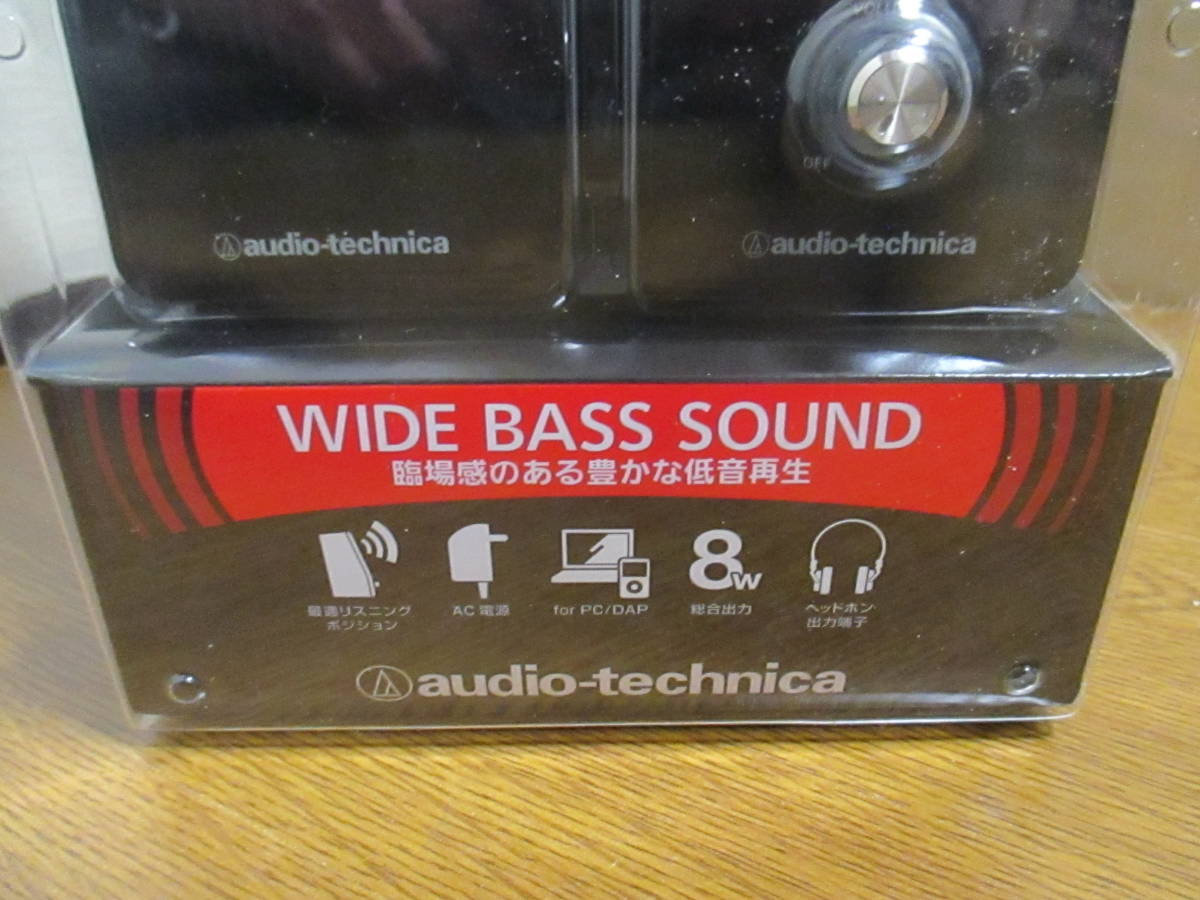 VOLUME
OFF
audio-technica
audio-technica
WIDE BASS SOUND
臨場感のある豊かな低音再生
最適リスニング
ポジション
AC 電源
for PC/DAP
8w
総合出力
ヘッドホン
出力端子
audio-technica